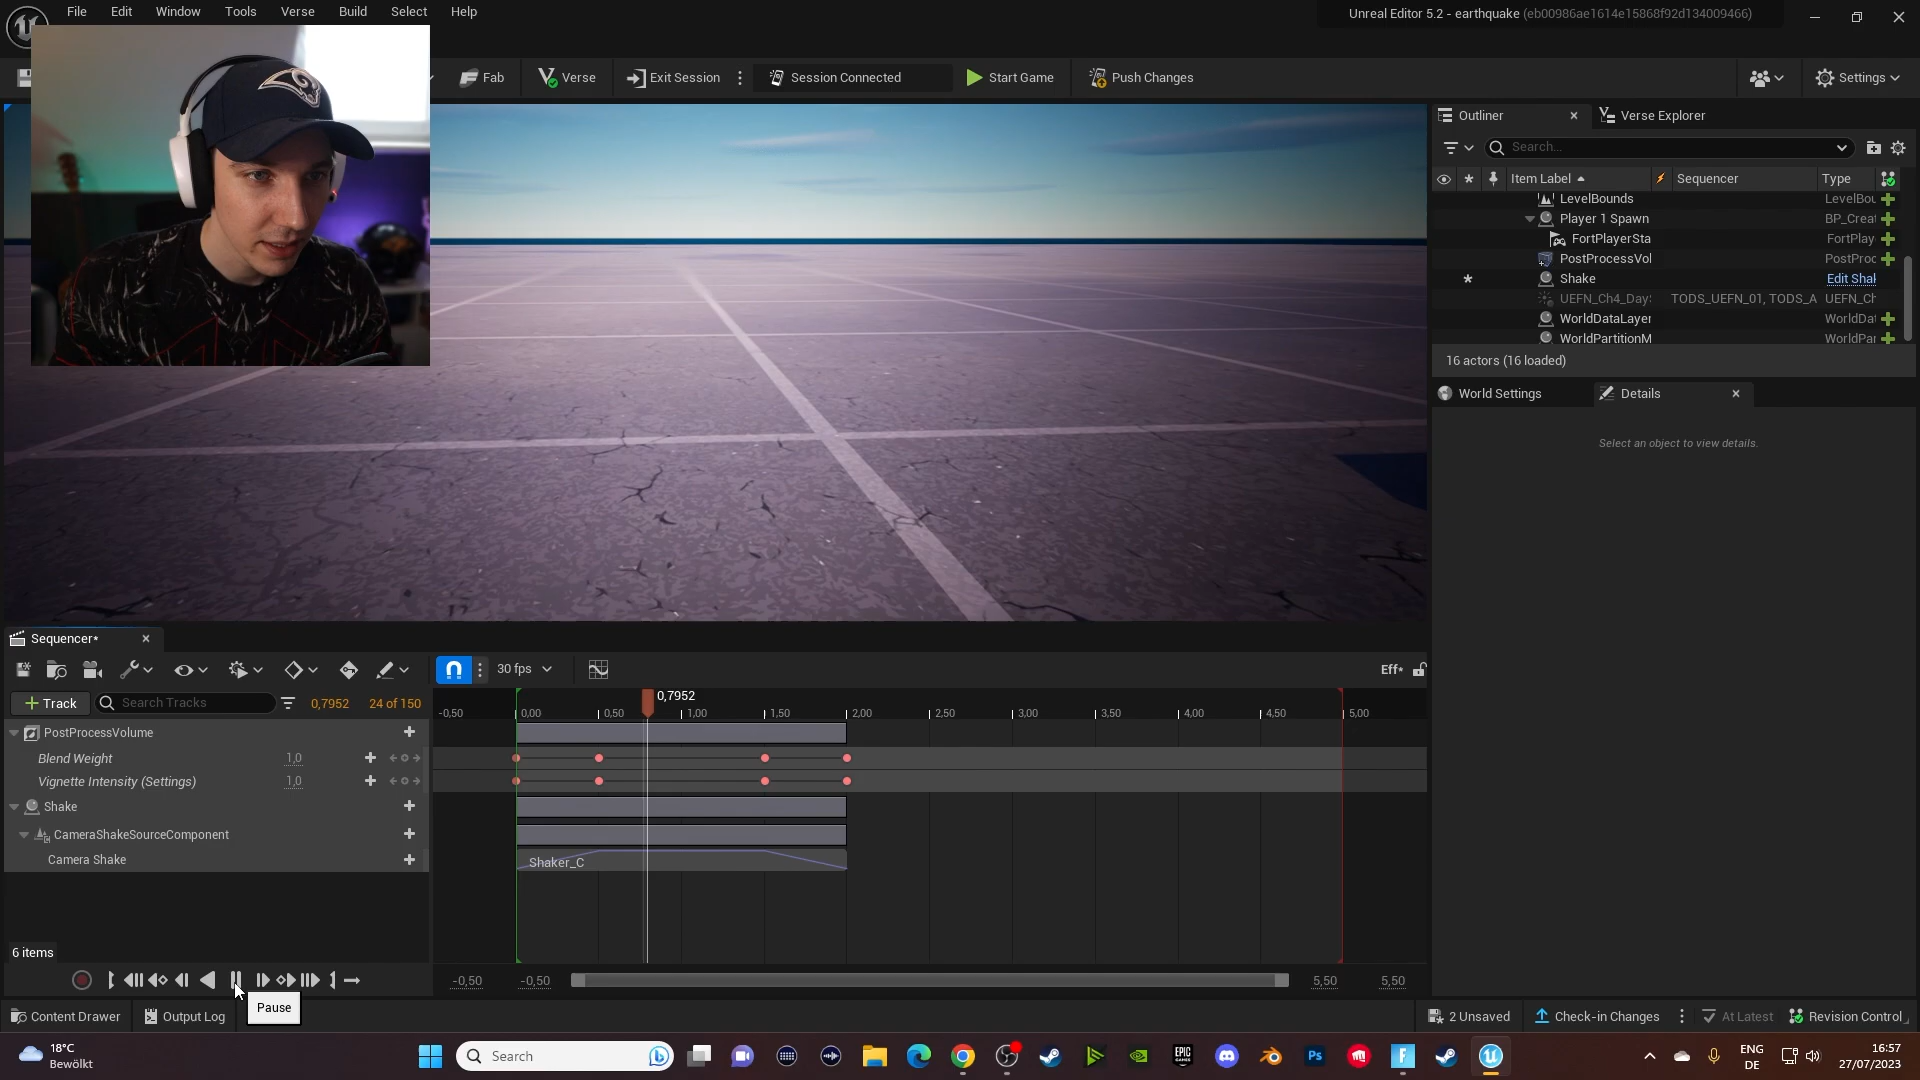 File Edit Window Tools Verse Build Select Help
Unreal Editor 5.2 - earthquake (eb00986ae1614e15868f92d134009466)
Fab Verse Exit Session Session Connected Start Game Push Changes Settings
Outliner Verse Explorer
Search...
Item Label Sequencer Type
LevelBounds LevelBou
Player 1 Spawn BP_Creat
FortPlayerSta FortPlay
PostProcessVol PostProc
Shake Edit Shal
UEFN_Ch4_Day TODS_UEFN_01, TODS_A UEFN_Ch
WorldDataLayer WorldDat
WorldPartitionM WorldPar
16 actors (16 loaded)
World Settings Details
Select an object to view details.
Sequencer*
30 fps
Eff*
Track Search Tracks 0,7952 24 of 150
0,7952
-0,50 0,00 0,50 1,00 1,50 2,00 2,50 3,00 3,50 4,00 4,50 5,00
PostProcessVolume
Blend Weight 1,0
Vignette Intensity (Settings) 1,0
Shake
CameraShakeSourceComponent
Camera Shake
Shaker_C
6 items
-0,50 -0,50 5,50 5,50
Pause
Content Drawer Output Log 2 Unsaved Check-in Changes At Latest Revision Control
18°C
Bewölkt
Search
EPIC
GAMES
Ps
ENG
DE
16:57
27/07/2023